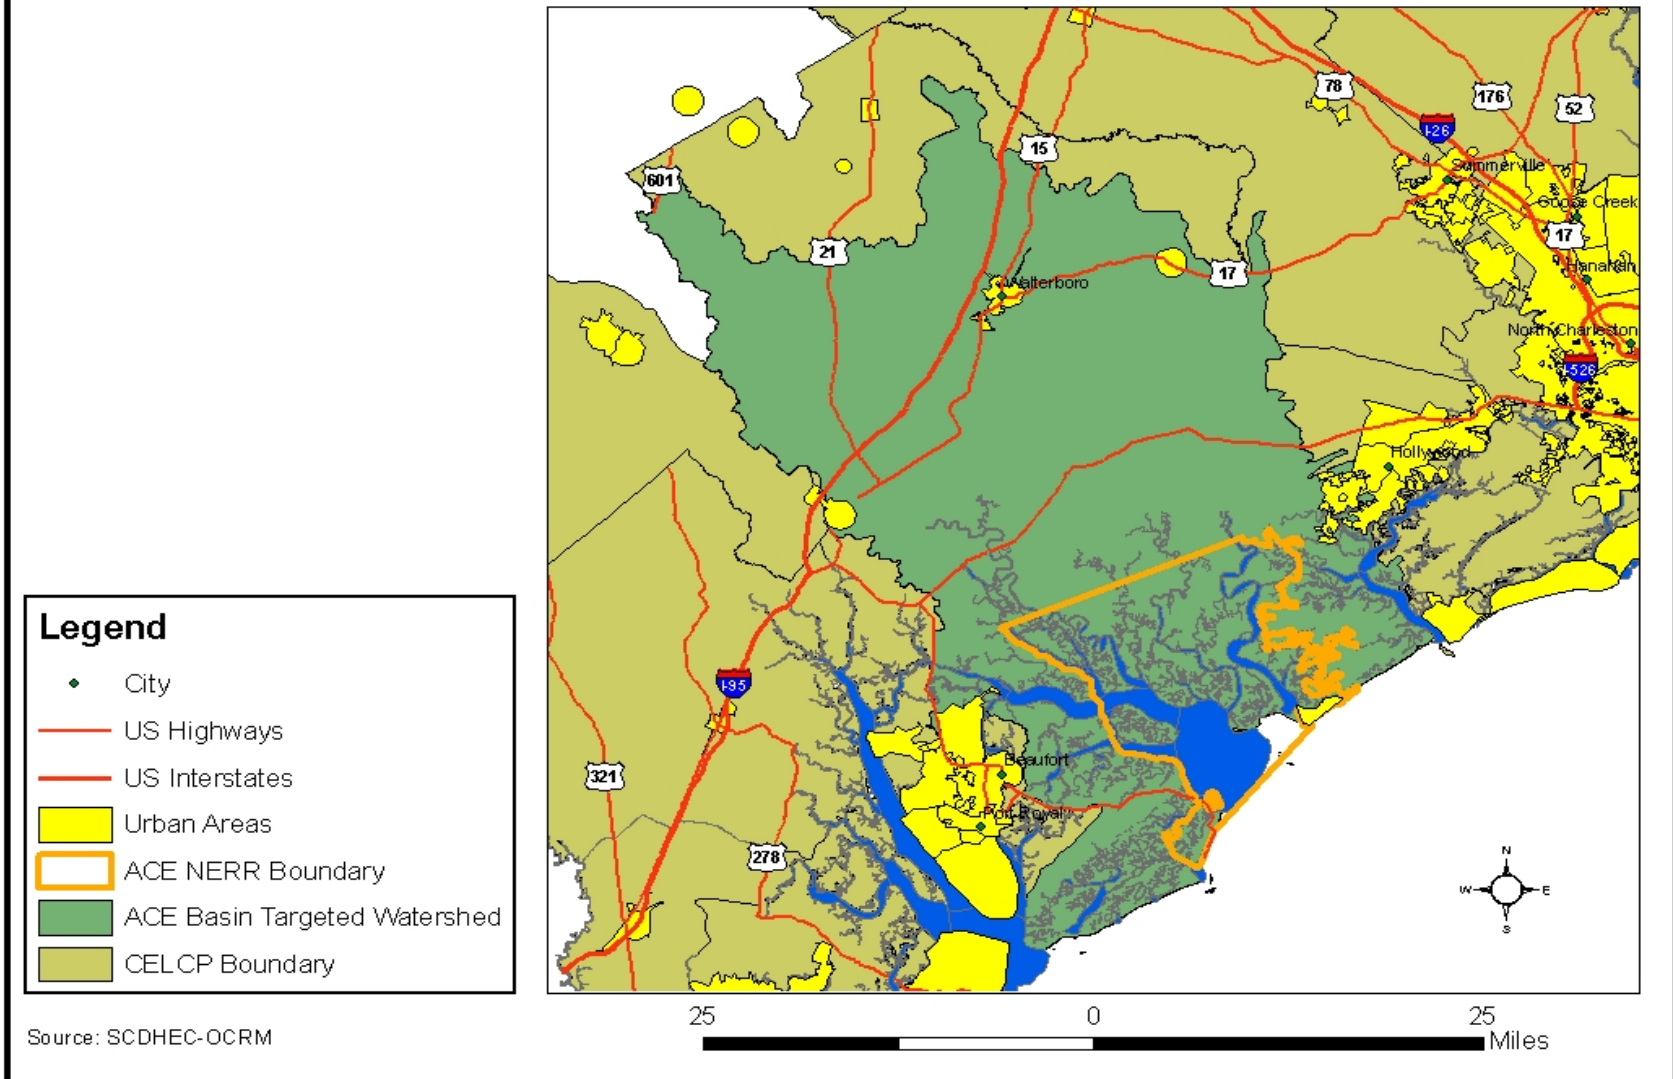 78
176
52
I-26
15
Summerville
601
Goose Creek
21
17
17
Hanahan
Walterboro
North Charleston
I-526
Hollywood
Legend
City
I-95
US Highways
Beaufort
US Interstates
321
Port Royal
Urban Areas
278
ACE NERR Boundary
N
W E
S
ACE Basin Targeted Watershed
CELCP Boundary
25 0 25
Miles
Source: SCDHEC-OCRM